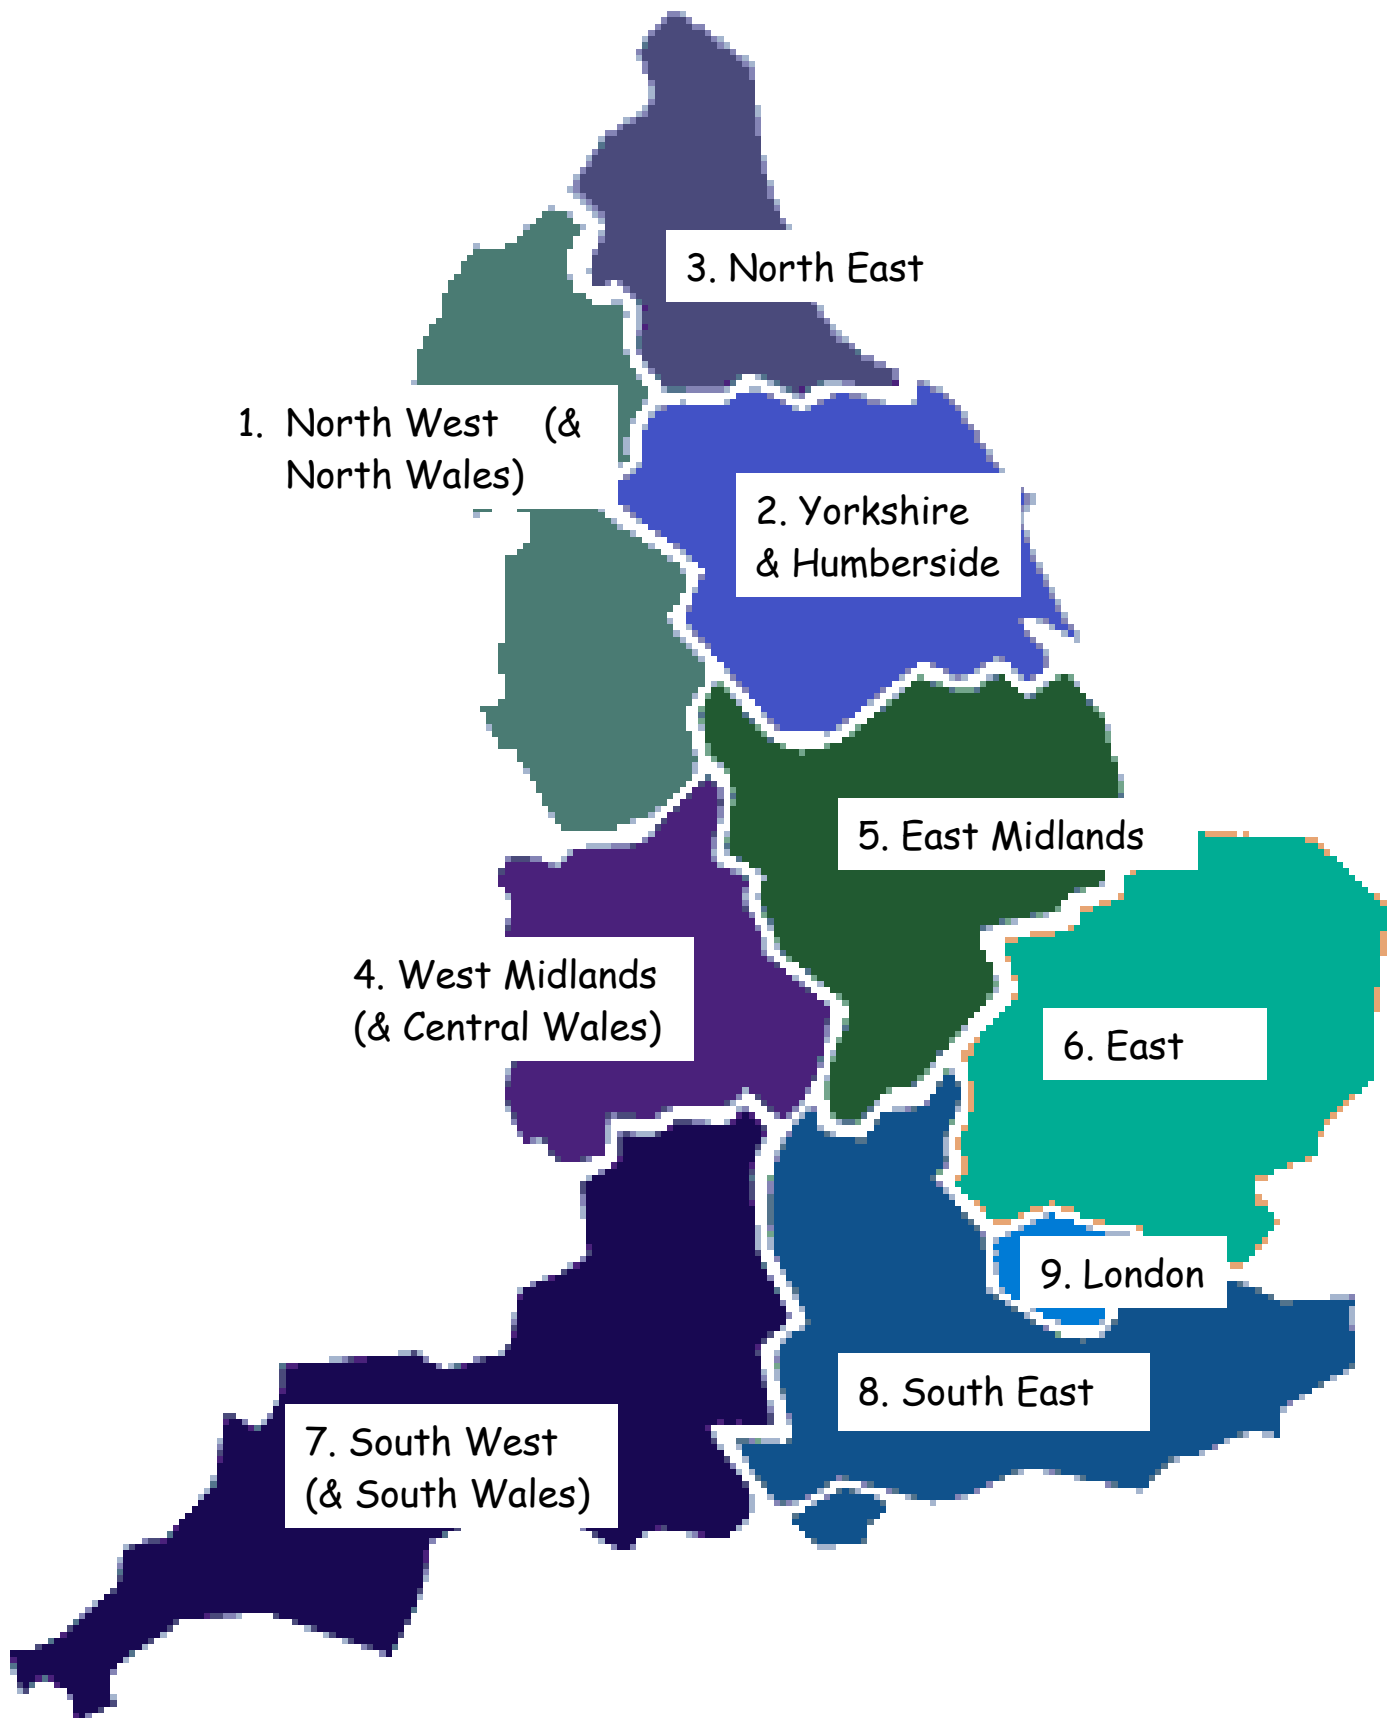 3. North East
1. North West (&
North Wales)
2. Yorkshire
& Humberside
5. East Midlands
4. West Midlands
(& Central Wales)
6. East
9. London
8. South East
7. South West
(& South Wales)